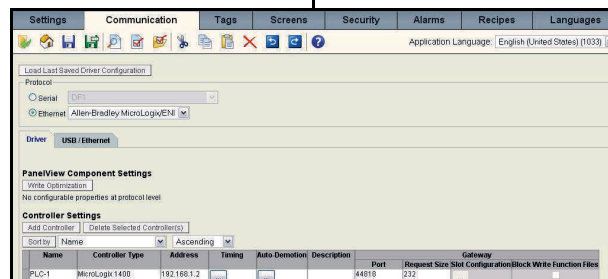 Settings Communication Tags Screens Security Alarms Recipes Languages
Application Language: English (United States) (1033)
Load Last Saved Driver Configuration
Protocol
Serial DF1
Ethernet Allen-Bradley MicroLogix/ENI
Driver USB / Ethernet
PanelView Component Settings
Write Optimization
No configurable properties at protocol level
Controller Settings
Add Controller Delete Selected Controller(s)
Sort by Name Ascending
Name Controller Type Address Timing Auto-Demotion Description Gateway
Port Request Size Slot Configuration Block Write Function Files
PLC-1 MicroLogix 1400 192.168.1.2 ... ... 44818 232